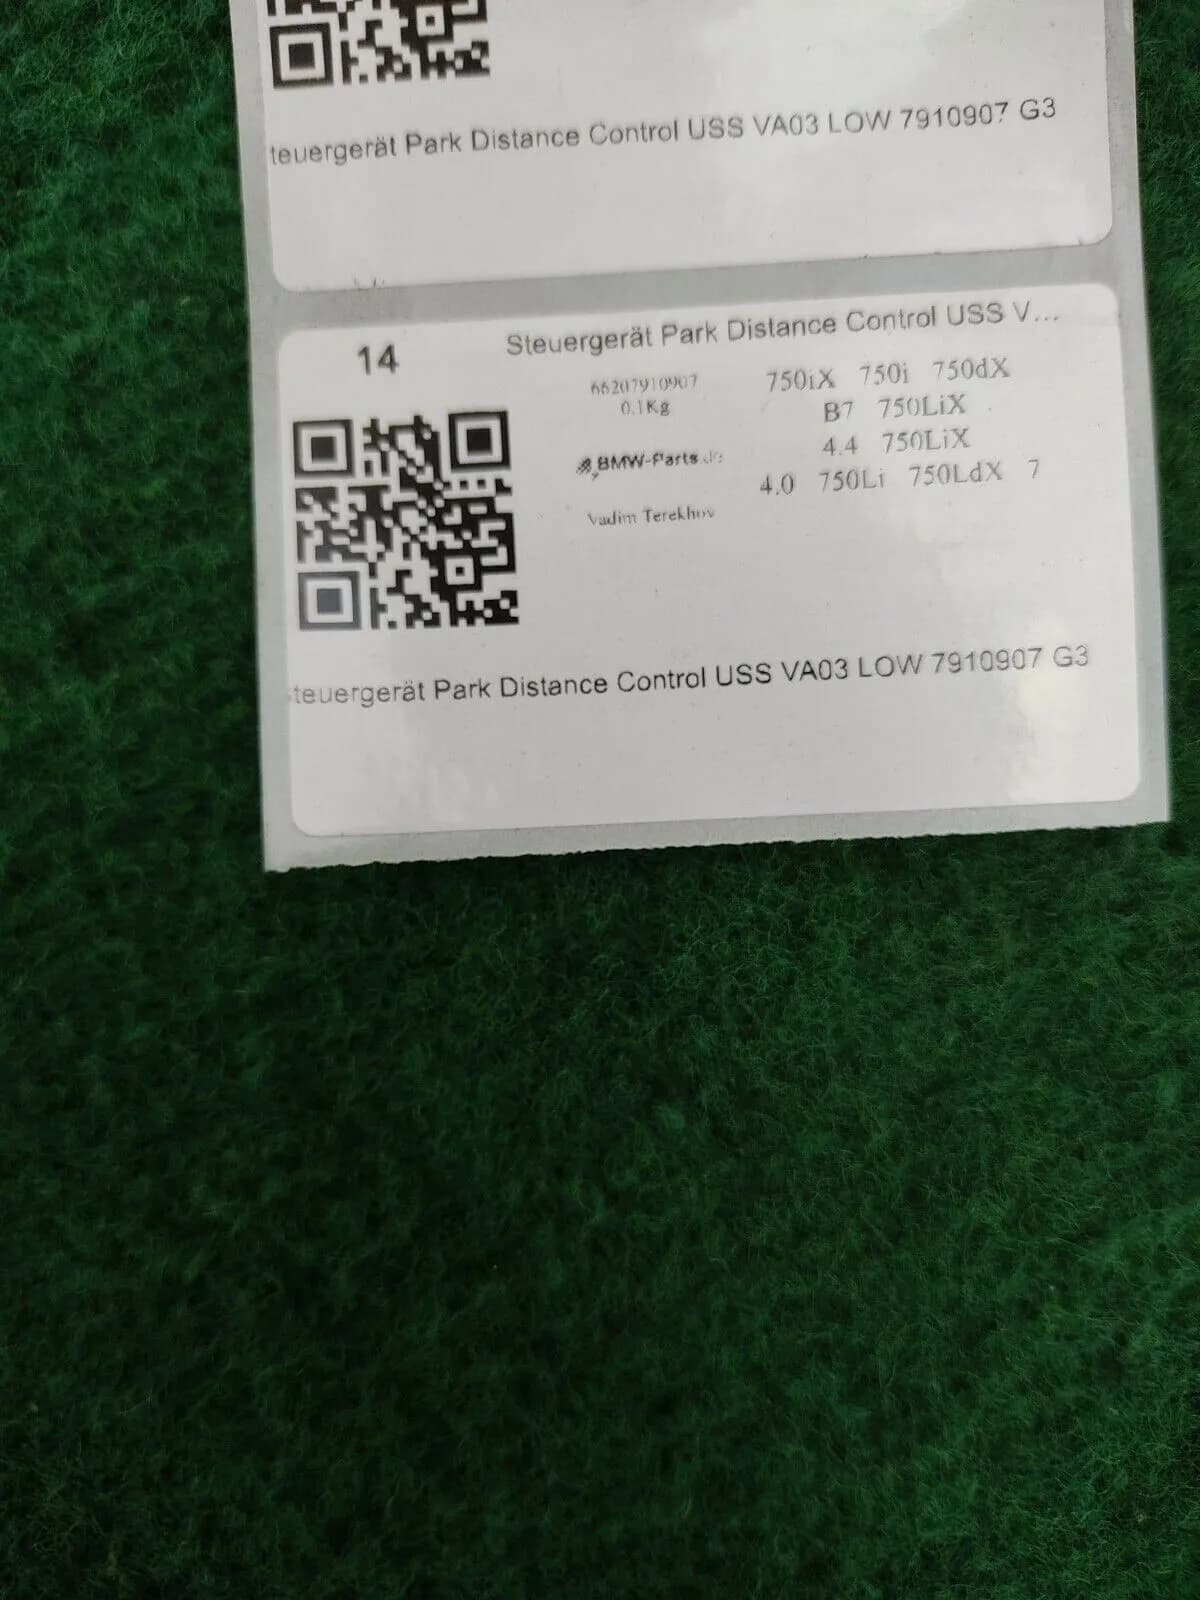 teuergerät Park Distance Control USS VA03 LOW 7910907 G3
14
Steuergerät Park Distance Control USS V...
66207910907
0.1Kg
BMW-Parts
Vadim Terekhov
750iX 750i 750dX
B7 750LiX
4.4 750LiX
4.0 750Li 750LdX 7
teuergerät Park Distance Control USS VA03 LOW 7910907 G3